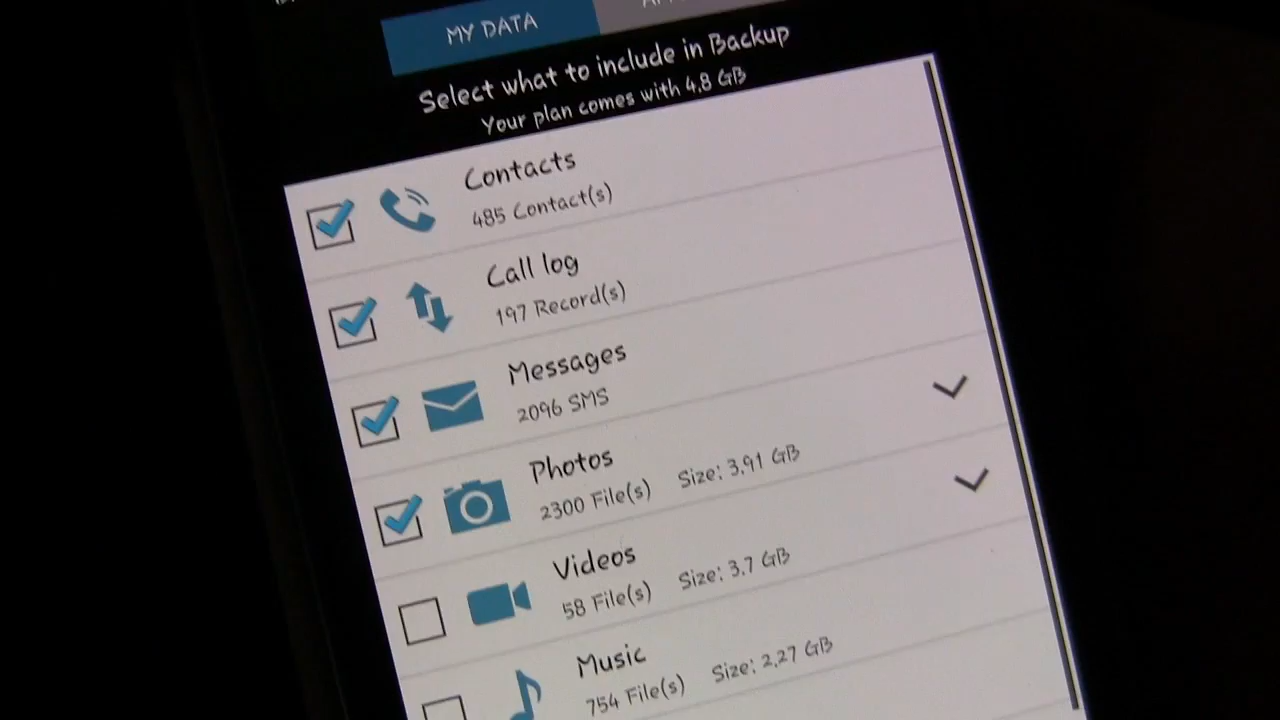 MY DATA
Select what to include in Backup
Your plan comes with 4.8 GB
Contacts
485 Contact(s)
Call log
197 Record(s)
Messages
2096 SMS
Photos
2300 File(s) Size: 3.91 GB
Videos
58 File(s) Size: 3.7 GB
Music
754 File(s) Size: 2.27 GB